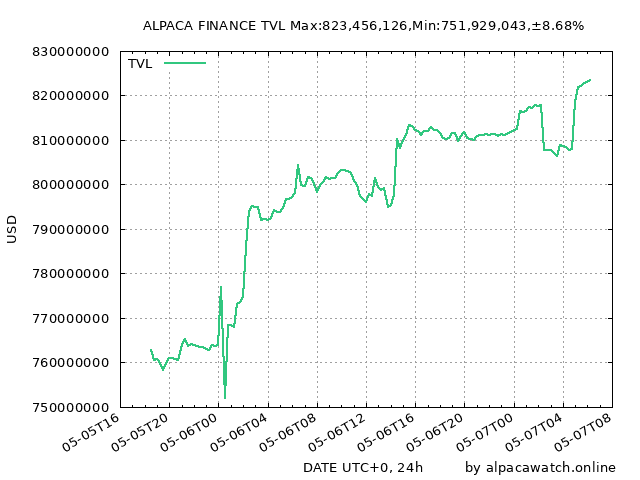 ALPACA FINANCE TVL Max:823,456,126,Min:751,929,043,±8.68%
TVL
830000000
820000000
810000000
800000000
790000000
780000000
770000000
760000000
750000000
USD
05-05T16
05-05T20
05-06T00
05-06T04
05-06T08
05-06T12
05-06T16
05-06T20
05-07T00
05-07T04
05-07T08
DATE UTC+0, 24h
by alpacawatch.online